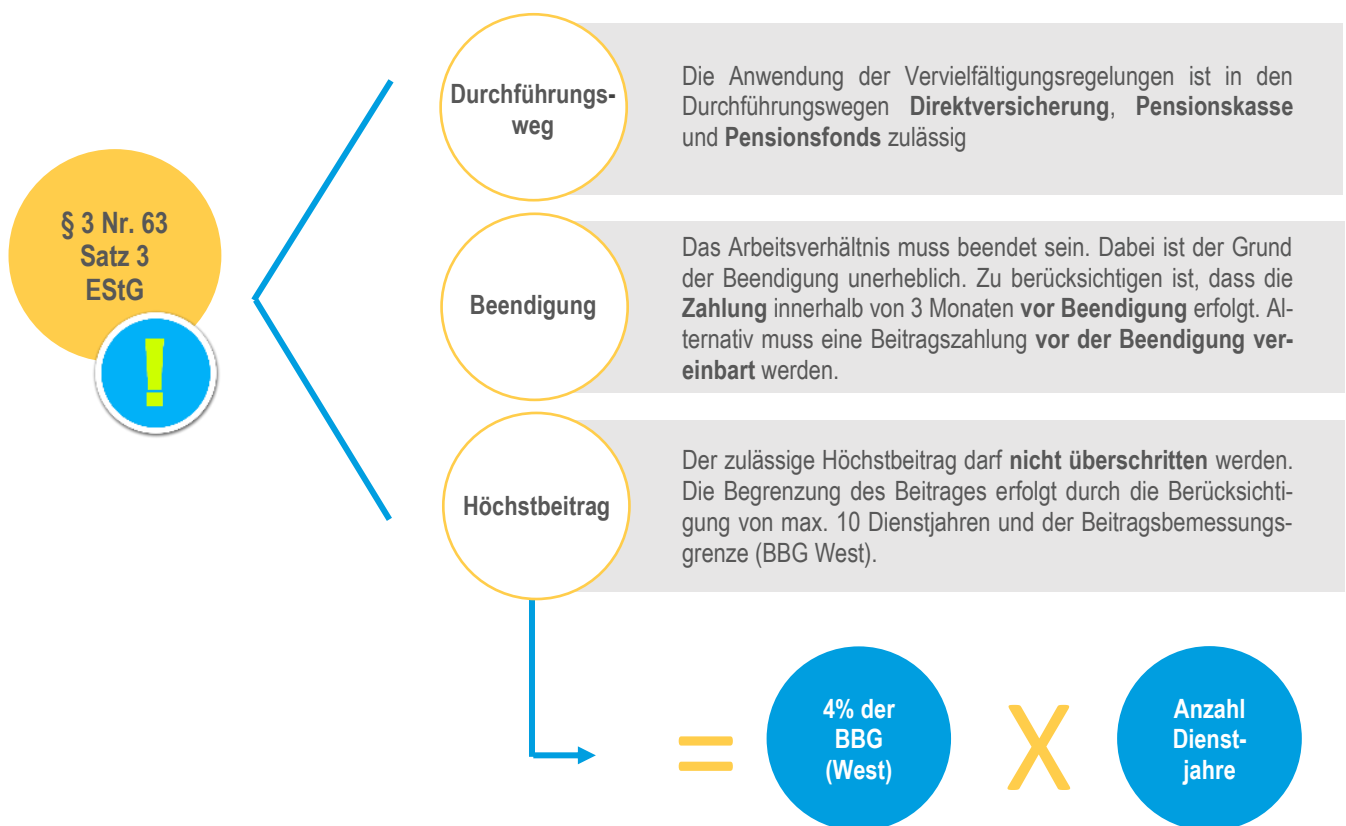 § 3 Nr. 63
Satz 3
EStG
!
Durchführungs-
weg
Die Anwendung der Vervielfältigungsregelungen ist in den
Durchführungswegen Direktversicherung, Pensionskasse
und Pensionsfonds zulässig
Beendigung
Das Arbeitsverhältnis muss beendet sein. Dabei ist der Grund
der Beendigung unerheblich. Zu berücksichtigen ist, dass die
Zahlung innerhalb von 3 Monaten vor Beendigung erfolgt. Al-
ternativ muss eine Beitragszahlung vor der Beendigung ver-
einbart werden.
Höchstbeitrag
Der zulässige Höchstbeitrag darf nicht überschritten werden.
Die Begrenzung des Beitrages erfolgt durch die Berücksichti-
gung von max. 10 Dienstjahren und der Beitragsbemessungs-
grenze (BBG West).
=
4% der
BBG
(West)
X
Anzahl
Dienst-
jahre